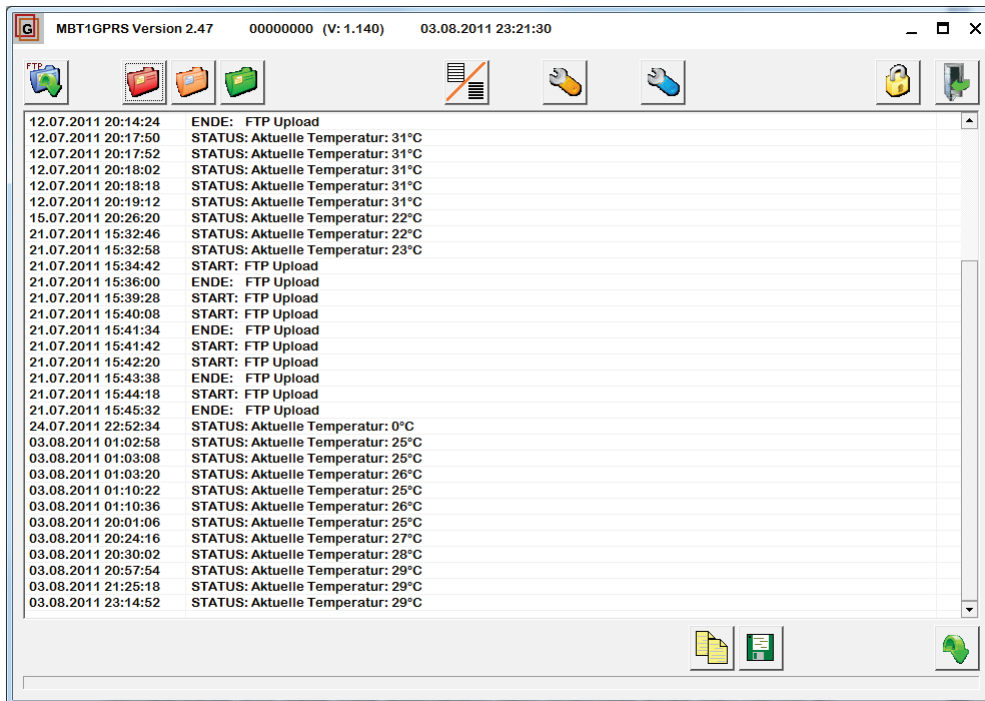 G MBT1GPRS Version 2.47 00000000 (V: 1.140) 03.08.2011 23:21:30
FTP
12.07.2011 20:14:24 ENDE: FTP Upload
12.07.2011 20:17:50 STATUS: Aktuelle Temperatur: 31°C
12.07.2011 20:17:52 STATUS: Aktuelle Temperatur: 31°C
12.07.2011 20:18:02 STATUS: Aktuelle Temperatur: 31°C
12.07.2011 20:18:18 STATUS: Aktuelle Temperatur: 31°C
12.07.2011 20:19:12 STATUS: Aktuelle Temperatur: 31°C
15.07.2011 20:26:20 STATUS: Aktuelle Temperatur: 22°C
21.07.2011 15:32:46 STATUS: Aktuelle Temperatur: 22°C
21.07.2011 15:32:58 STATUS: Aktuelle Temperatur: 23°C
21.07.2011 15:34:42 START: FTP Upload
21.07.2011 15:36:00 ENDE: FTP Upload
21.07.2011 15:39:28 START: FTP Upload
21.07.2011 15:40:08 START: FTP Upload
21.07.2011 15:41:34 ENDE: FTP Upload
21.07.2011 15:41:42 START: FTP Upload
21.07.2011 15:42:20 START: FTP Upload
21.07.2011 15:43:38 ENDE: FTP Upload
21.07.2011 15:44:18 START: FTP Upload
21.07.2011 15:45:32 ENDE: FTP Upload
24.07.2011 22:52:34 STATUS: Aktuelle Temperatur: 0°C
03.08.2011 01:02:58 STATUS: Aktuelle Temperatur: 25°C
03.08.2011 01:03:08 STATUS: Aktuelle Temperatur: 25°C
03.08.2011 01:03:20 STATUS: Aktuelle Temperatur: 26°C
03.08.2011 01:10:22 STATUS: Aktuelle Temperatur: 25°C
03.08.2011 01:10:36 STATUS: Aktuelle Temperatur: 26°C
03.08.2011 20:01:06 STATUS: Aktuelle Temperatur: 25°C
03.08.2011 20:24:16 STATUS: Aktuelle Temperatur: 27°C
03.08.2011 20:30:02 STATUS: Aktuelle Temperatur: 28°C
03.08.2011 20:57:54 STATUS: Aktuelle Temperatur: 29°C
03.08.2011 21:25:18 STATUS: Aktuelle Temperatur: 29°C
03.08.2011 23:14:52 STATUS: Aktuelle Temperatur: 29°C